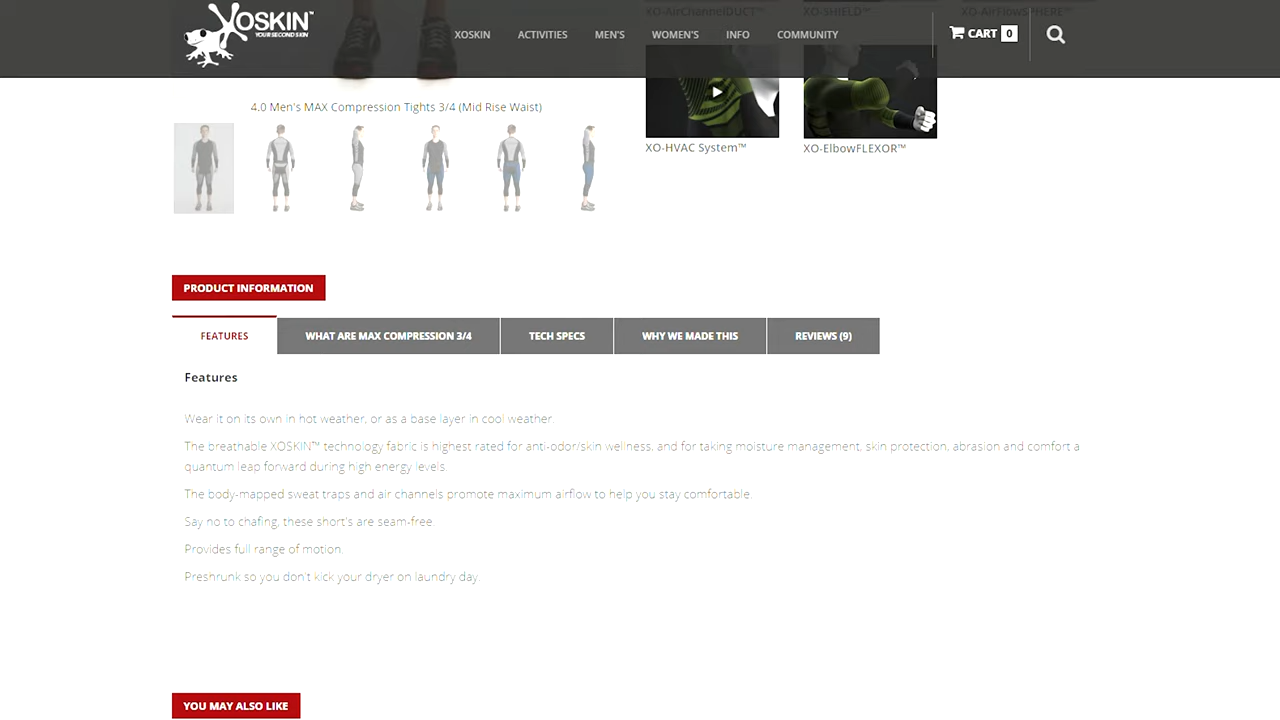 XO-AirChannelDUCT™ XO-SHIELD™ XO-AirFlowSPHERE™
XOSKIN™
YOUR SECOND SKIN
XOSKIN ACTIVITIES MEN'S WOMEN'S INFO COMMUNITY
CART 0
4.0 Men's MAX Compression Tights 3/4 (Mid Rise Waist)
XO-HVAC System™
XO-ElbowFLEXOR™
PRODUCT INFORMATION
FEATURES
WHAT ARE MAX COMPRESSION 3/4
TECH SPECS
WHY WE MADE THIS
REVIEWS (9)
Features
Wear it on its own in hot weather, or as a base layer in cool weather.
The breathable XOSKIN™ technology fabric is highest rated for anti-odor/skin wellness, and for taking moisture management, skin protection, abrasion and comfort a
quantum leap forward during high energy levels.
The body-mapped sweat traps and air channels promote maximum airflow to help you stay comfortable.
Say no to chafing, these short's are seam-free.
Provides full range of motion.
Preshrunk so you don't kick your dryer on laundry day.
YOU MAY ALSO LIKE